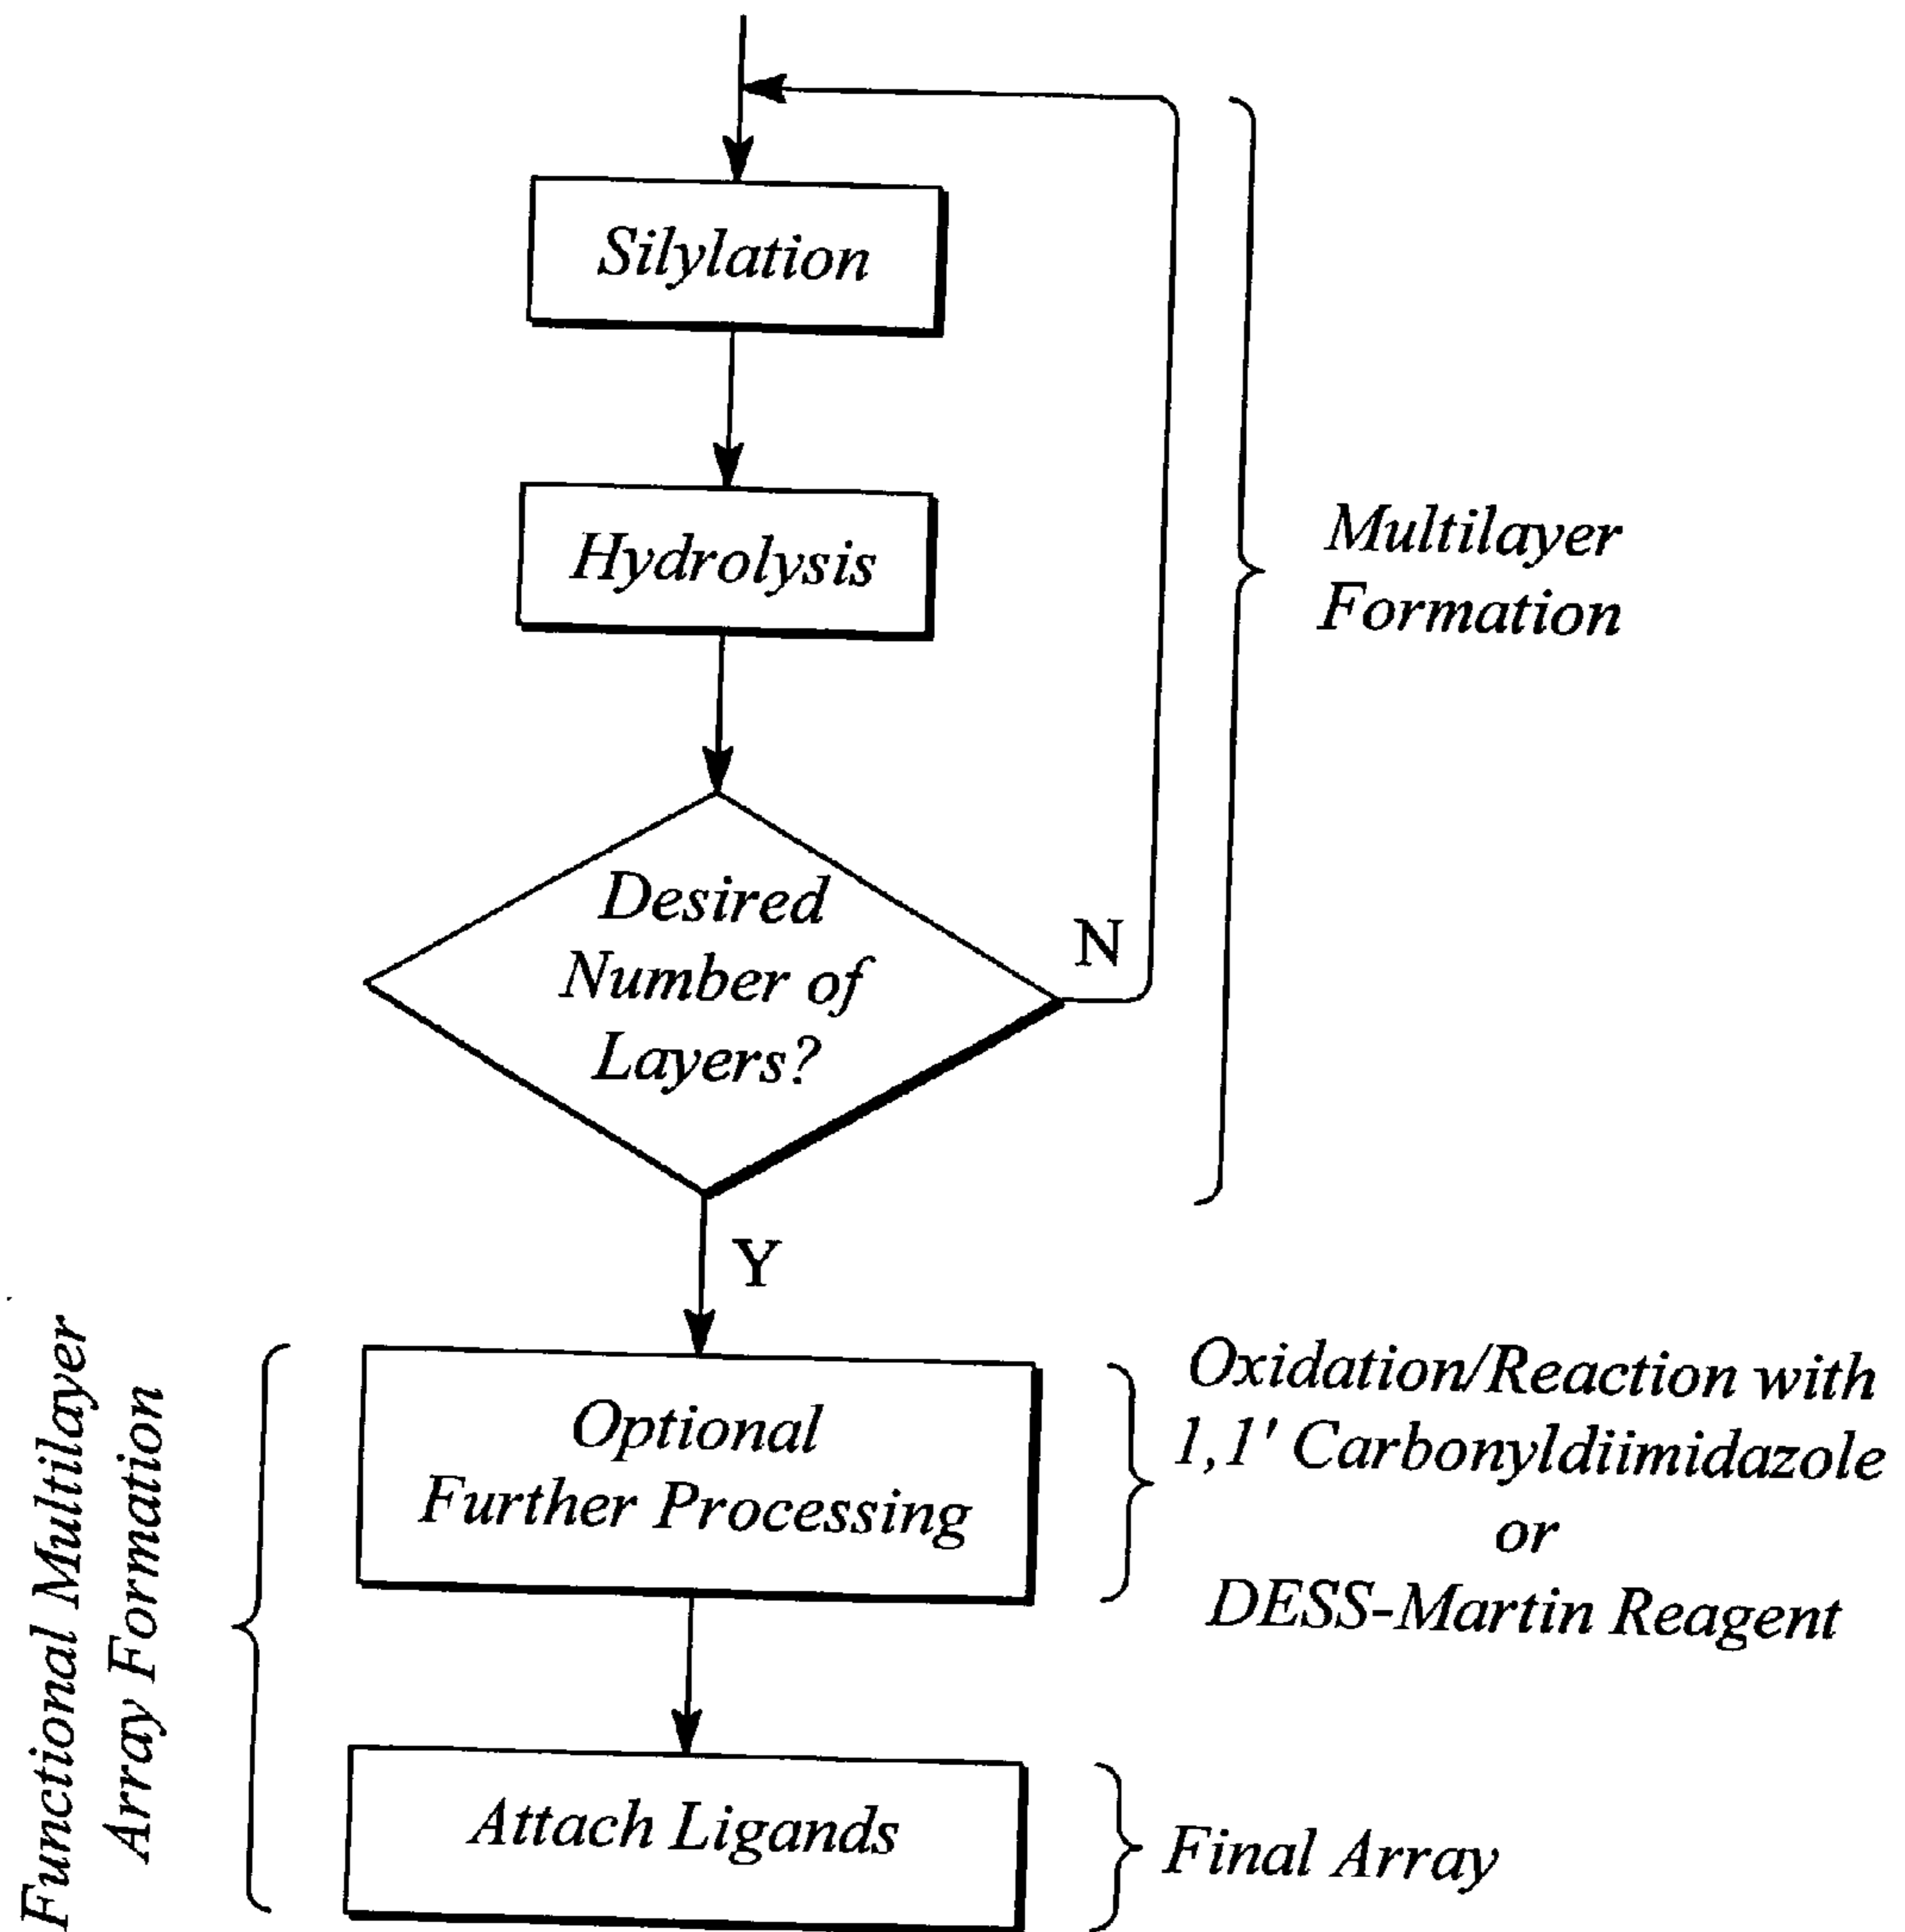 Silylation
Hydrolysis
Multilayer
Formation
Desired
Number of
Layers?
N
Y
Functional Multilayer
Array Formation
Optional
Further Processing
Oxidation/Reaction with
1,1' Carbonyldiimidazole
or
DESS-Martin Reagent
Attach Ligands
Final Array